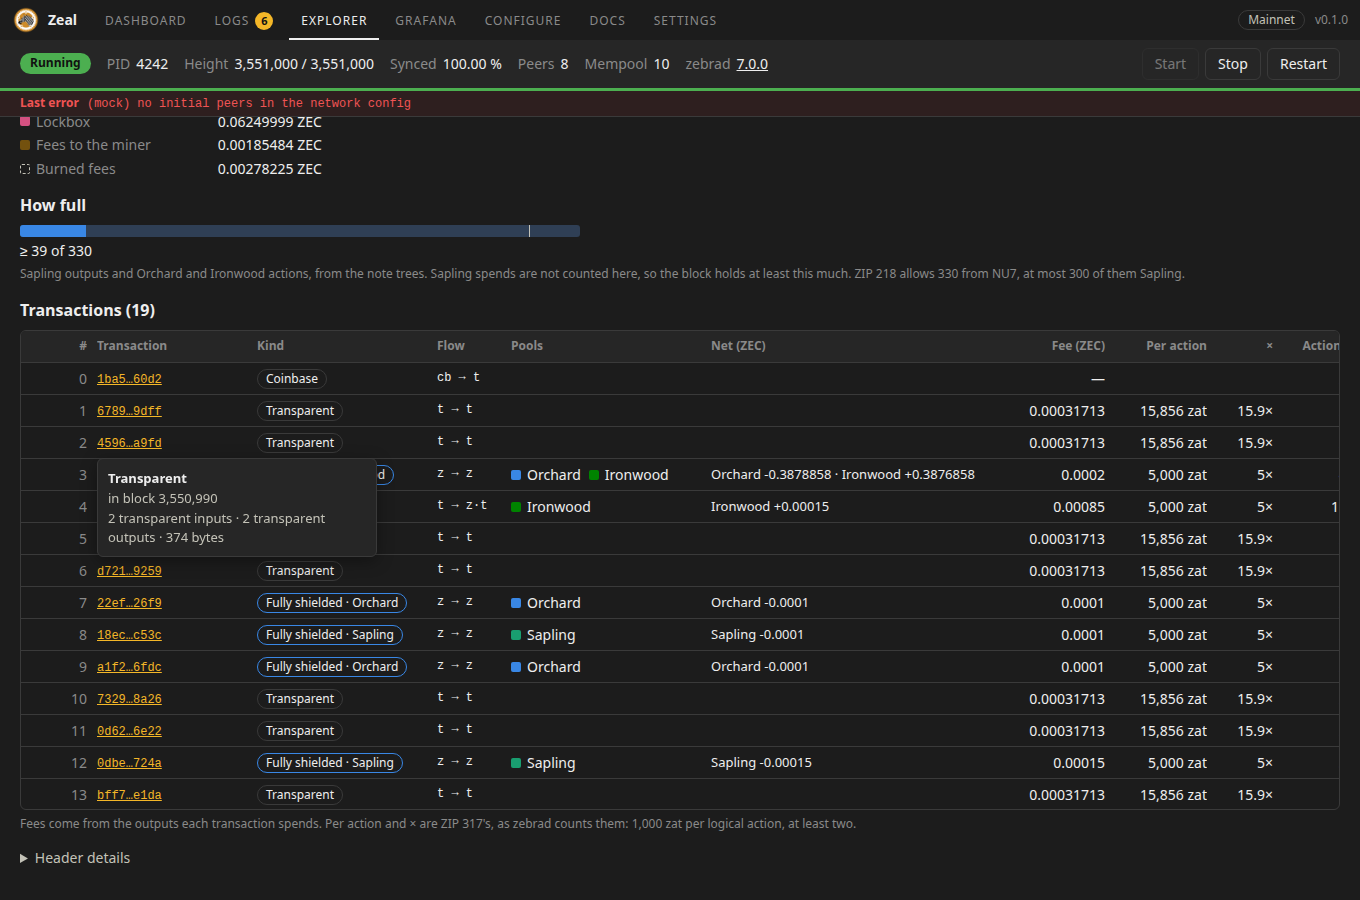 Zeal DASHBOARD LOGS 6 EXPLORER GRAFANA CONFIGURE DOCS SETTINGS Mainnet v0.1.0
Running PID 4242 Height 3,551,000 / 3,551,000 Synced 100.00 % Peers 8 Mempool 10 zebrad 7.0.0 Start Stop Restart
Last error (mock) no initial peers in the network config
Lockbox 0.06249999 ZEC
Fees to the miner 0.00185484 ZEC
Burned fees 0.00278225 ZEC
How full
≥ 39 of 330
Sapling outputs and Orchard and Ironwood actions, from the note trees. Sapling spends are not counted here, so the block holds at least this much. ZIP 218 allows 330 from NU7, at most 300 of them Sapling.
Transactions (19)
# Transaction Kind Flow Pools Net (ZEC) Fee (ZEC) Per action × Action
0 1ba5…60d2 Coinbase cb → t —
1 6789…9dff Transparent t → t 0.00031713 15,856 zat 15.9×
2 4596…a9fd Transparent t → t 0.00031713 15,856 zat 15.9×
3 d z → z Orchard Ironwood Orchard -0.3878858 · Ironwood +0.3876858 0.0002 5,000 zat 5×
4 t → z·t Ironwood Ironwood +0.00015 0.00085 5,000 zat 5× 1
5 t → t 0.00031713 15,856 zat 15.9×
Transparent
in block 3,550,990
2 transparent inputs · 2 transparent
outputs · 374 bytes
6 d721…9259 Transparent t → t 0.00031713 15,856 zat 15.9×
7 22ef…26f9 Fully shielded · Orchard z → z Orchard Orchard -0.0001 0.0001 5,000 zat 5×
8 18ec…c53c Fully shielded · Sapling z → z Sapling Sapling -0.0001 0.0001 5,000 zat 5×
9 a1f2…6fdc Fully shielded · Orchard z → z Orchard Orchard -0.0001 0.0001 5,000 zat 5×
10 7329…8a26 Transparent t → t 0.00031713 15,856 zat 15.9×
11 0d62…6e22 Transparent t → t 0.00031713 15,856 zat 15.9×
12 0dbe…724a Fully shielded · Sapling z → z Sapling Sapling -0.00015 0.00015 5,000 zat 5×
13 bff7…e1da Transparent t → t 0.00031713 15,856 zat 15.9×
Fees come from the outputs each transaction spends. Per action and × are ZIP 317's, as zebrad counts them: 1,000 zat per logical action, at least two.
Header details